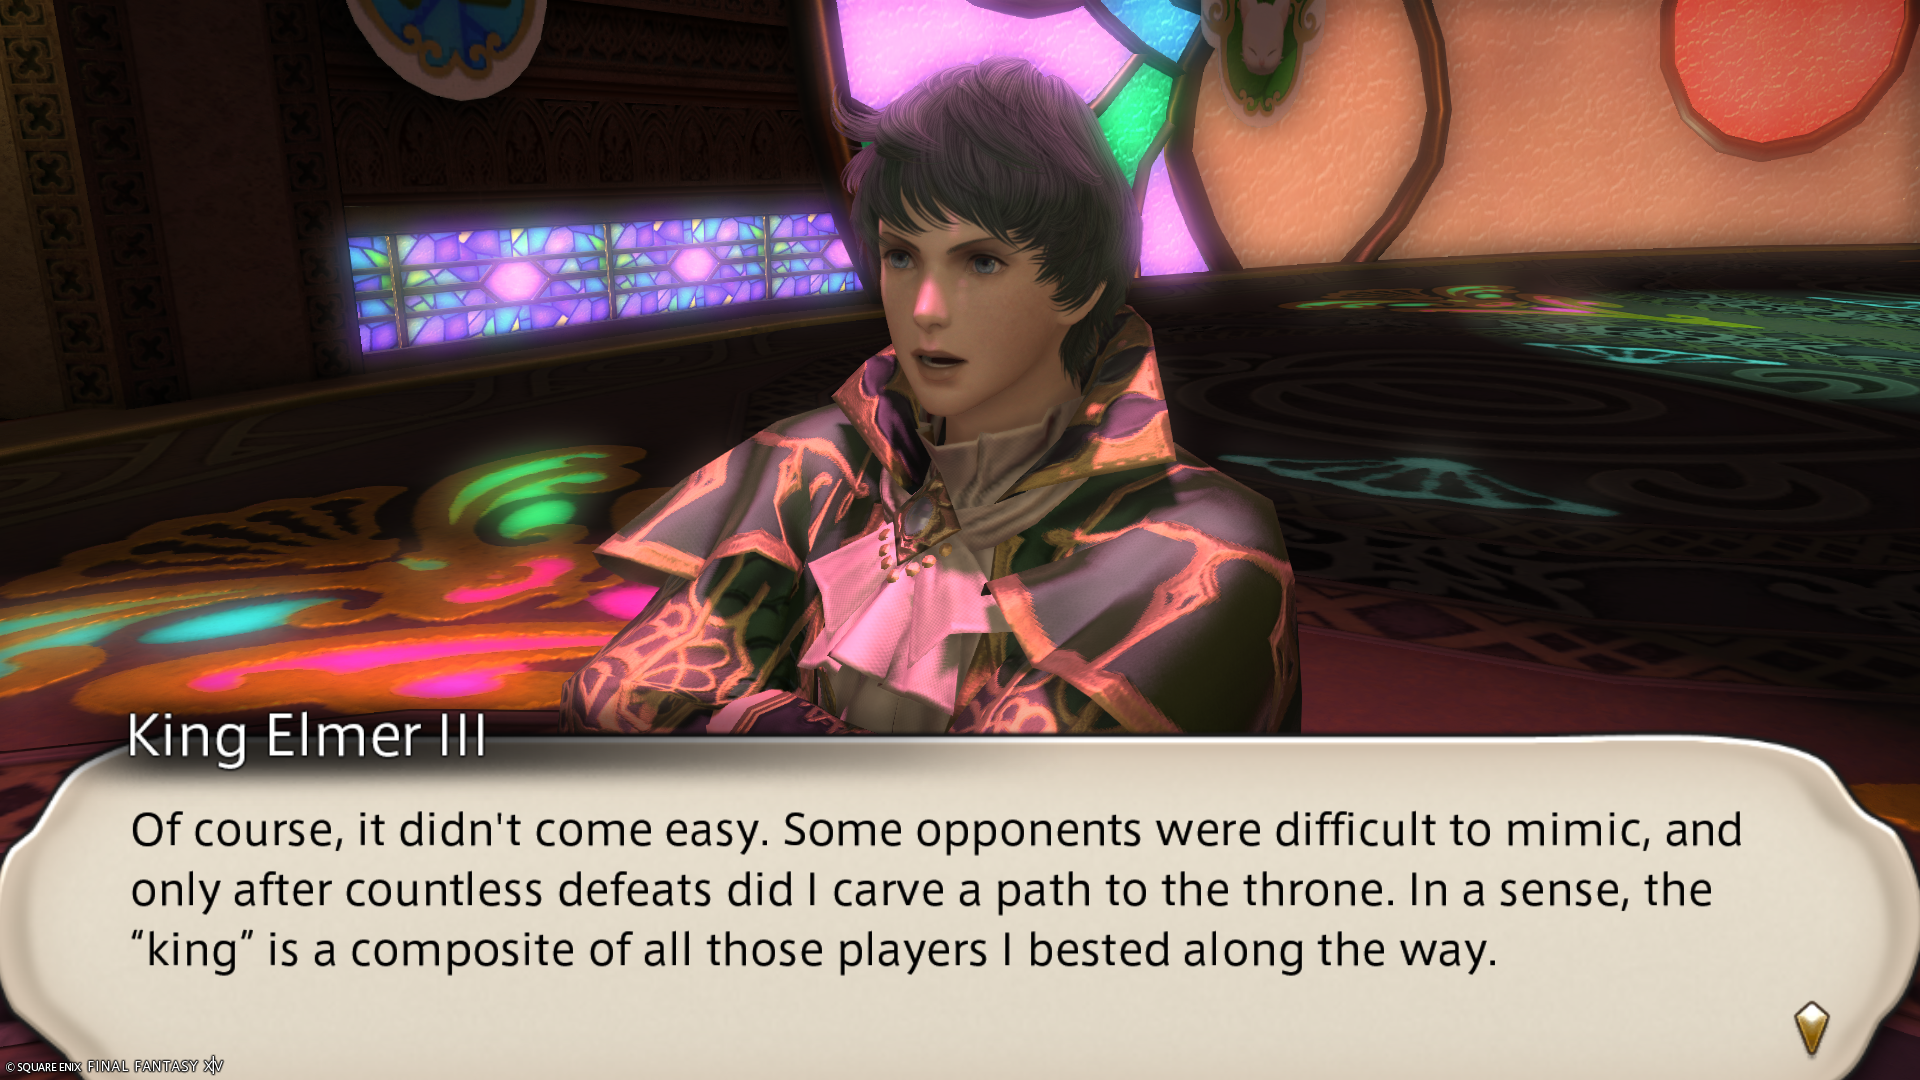 King Elmer III
Of course, it didn't come easy. Some opponents were difficult to mimic, and
only after countless defeats did I carve a path to the throne. In a sense, the
“king” is a composite of all those players I bested along the way.
© SQUARE ENIX FINAL FANTASY XIV